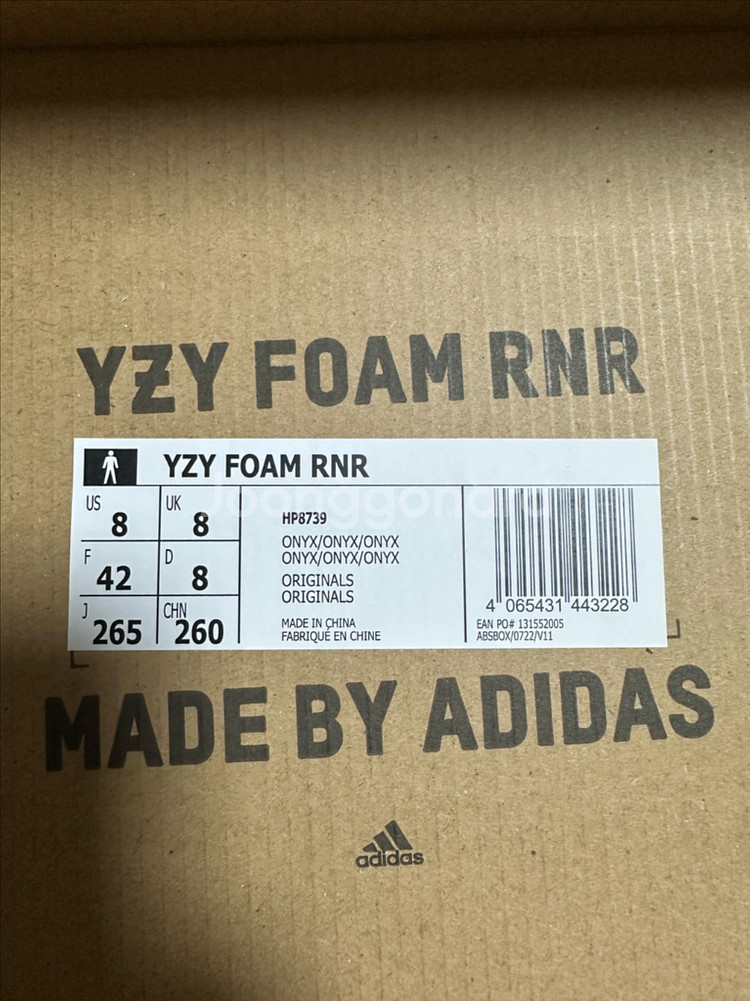 YZY FOAM RNR
YZY FOAM RNR
US 8
UK 8
F 42
D 8
J 265
CHN 260
HP8739
ONYX/ONYX/ONYX
ONYX/ONYX/ONYX
ORIGINALS
ORIGINALS
MADE IN CHINA
FABRIQUÉ EN CHINE
4 065431 443228
EAN PO# 131552005
ABSBOX/0722/V11
MADE BY ADIDAS
adidas